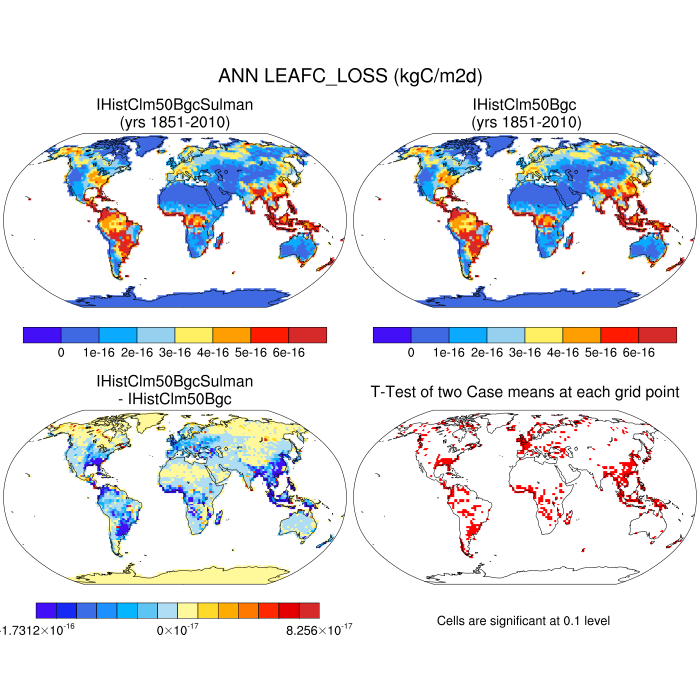 ANN LEAFC_LOSS (kgC/m2d)
IHistClm50BgcSulman
(yrs 1851-2010)
IHistClm50Bgc
(yrs 1851-2010)
0 1e-16 2e-16 3e-16 4e-16 5e-16 6e-16
0 1e-16 2e-16 3e-16 4e-16 5e-16 6e-16
IHistClm50BgcSulman
- IHistClm50Bgc
T-Test of two Case means at each grid point
-1.7312×10^-16 0×10^-17 8.256×10^-17
Cells are significant at 0.1 level